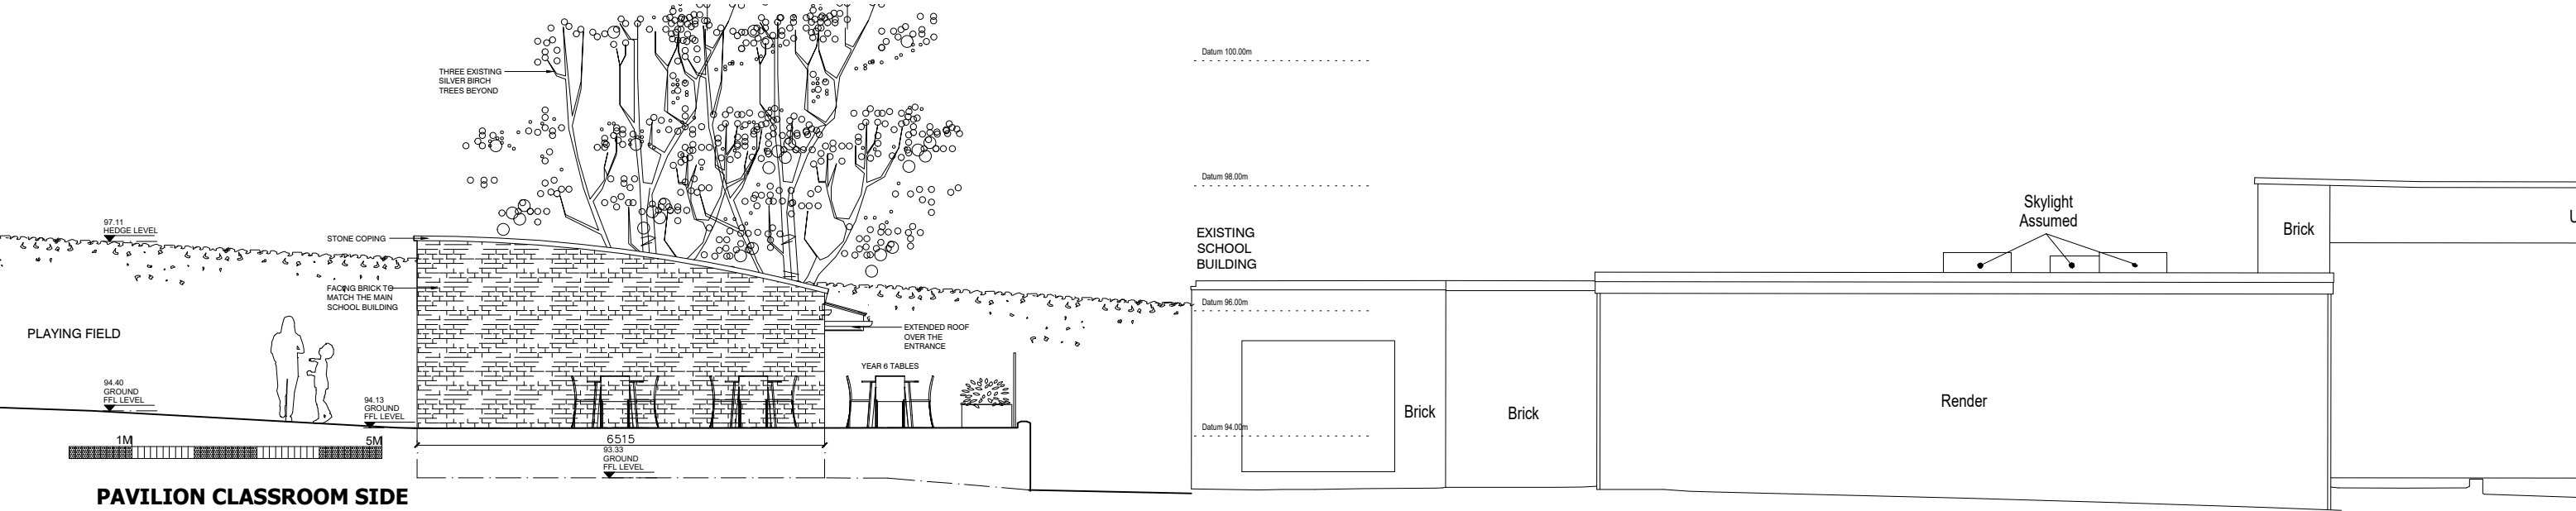 THREE EXISTING
SILVER BIRCH
TREES BEYOND
97.11
HEDGE LEVEL
STONE COPING
FACING BRICK TO
MATCH THE MAIN
SCHOOL BUILDING
PLAYING FIELD
94.40
GROUND
FFL LEVEL
94.13
GROUND
FFL LEVEL
EXTENDED ROOF
OVER THE
ENTRANCE
YEAR 6 TABLES
1M
5M
6515
93.33
GROUND
FFL LEVEL
PAVILION CLASSROOM SIDE
Datum 100.00m
Datum 98.00m
EXISTING
SCHOOL
BUILDING
Datum 96.00m
Datum 94.00m
Brick
Brick
Render
Skylight
Assumed
Brick